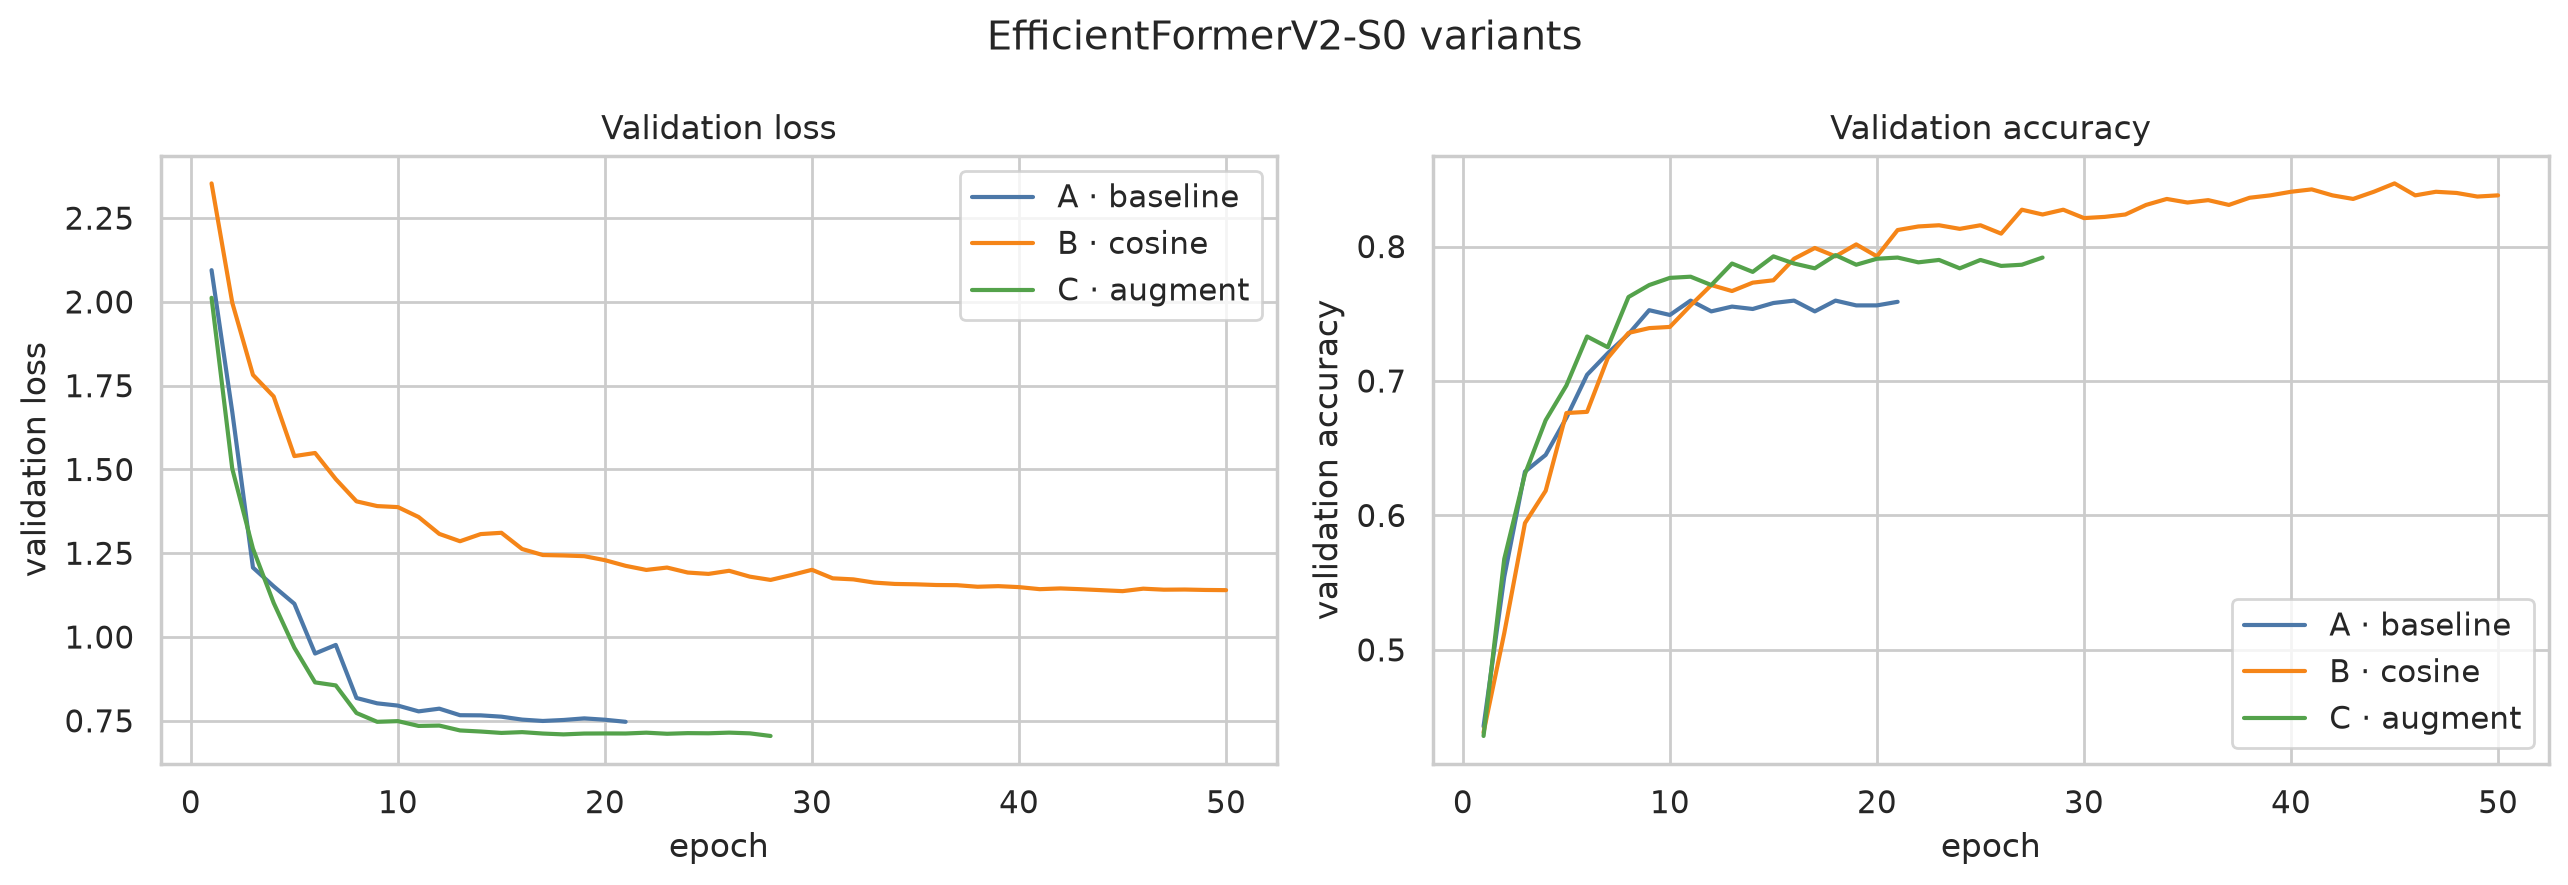 EfficientFormerV2-S0 variants
Validation loss
validation loss
2.25
2.00
1.75
1.50
1.25
1.00
0.75
0 10 20 30 40 50
epoch
A · baseline
B · cosine
C · augment
Validation accuracy
validation accuracy
0.8
0.7
0.6
0.5
0 10 20 30 40 50
epoch
A · baseline
B · cosine
C · augment